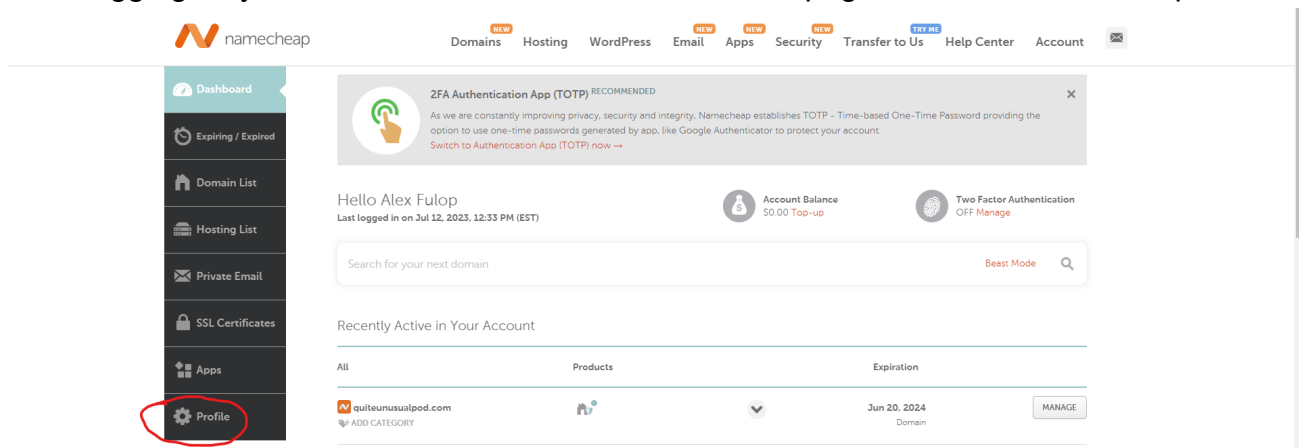 namecheap
NEW NEW NEW NEW TRY ME
Domains Hosting WordPress Email Apps Security Transfer to Us Help Center Account
Dashboard
Expiring / Expired
Domain List
Hosting List
Private Email
SSL Certificates
Apps
Profile
2FA Authentication App (TOTP) RECOMMENDED
As we are constantly improving privacy, security and integrity, Namecheap establishes TOTP - Time-based One-Time Password providing the
option to use one-time passwords generated by app, like Google Authenticator to protect your account.
Switch to Authentication App (TOTP) now →
Hello Alex Fulop
Last logged in on Jul 12, 2023, 12:33 PM (EST)
Account Balance
$0.00 Top-up
Two Factor Authentication
OFF Manage
Search for your next domain Beast Mode
Recently Active in Your Account
All Products Expiration
quiteunusualpod.com Jun 20, 2024 MANAGE
ADD CATEGORY Domain